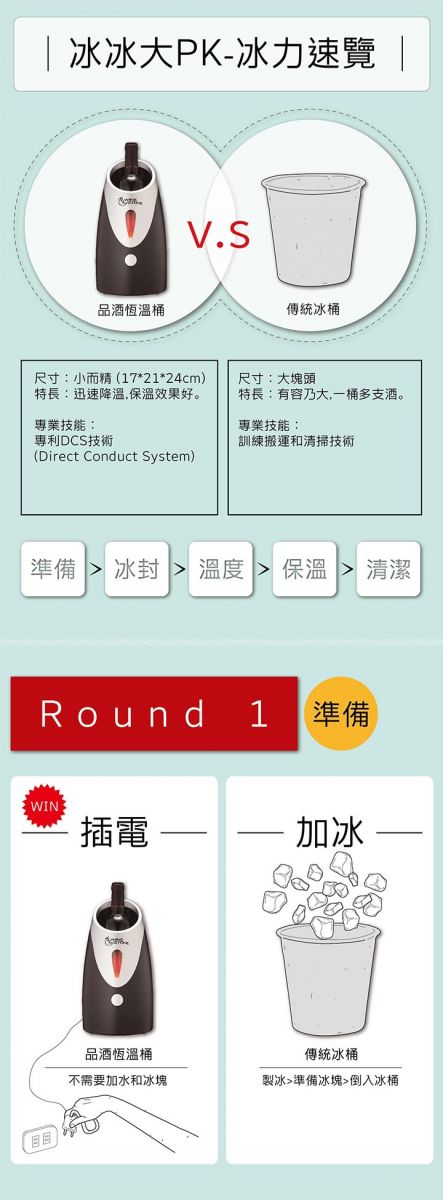 冰冰大PK-冰力速覽
V.S
品酒恆溫桶
傳統冰桶
尺寸：小而精 (17*21*24cm)
特長：迅速降溫,保溫效果好。
專業技能：
專利DCS技術
(Direct Conduct System)
尺寸：大塊頭
特長：有容乃大,一桶多支酒。
專業技能：
訓練搬運和清掃技術
準備 > 冰封 > 溫度 > 保溫 > 清潔
Round 1
準備
WIN
插電
品酒恆溫桶
不需要加水和冰塊
加冰
傳統冰桶
製冰>準備冰塊>倒入冰桶